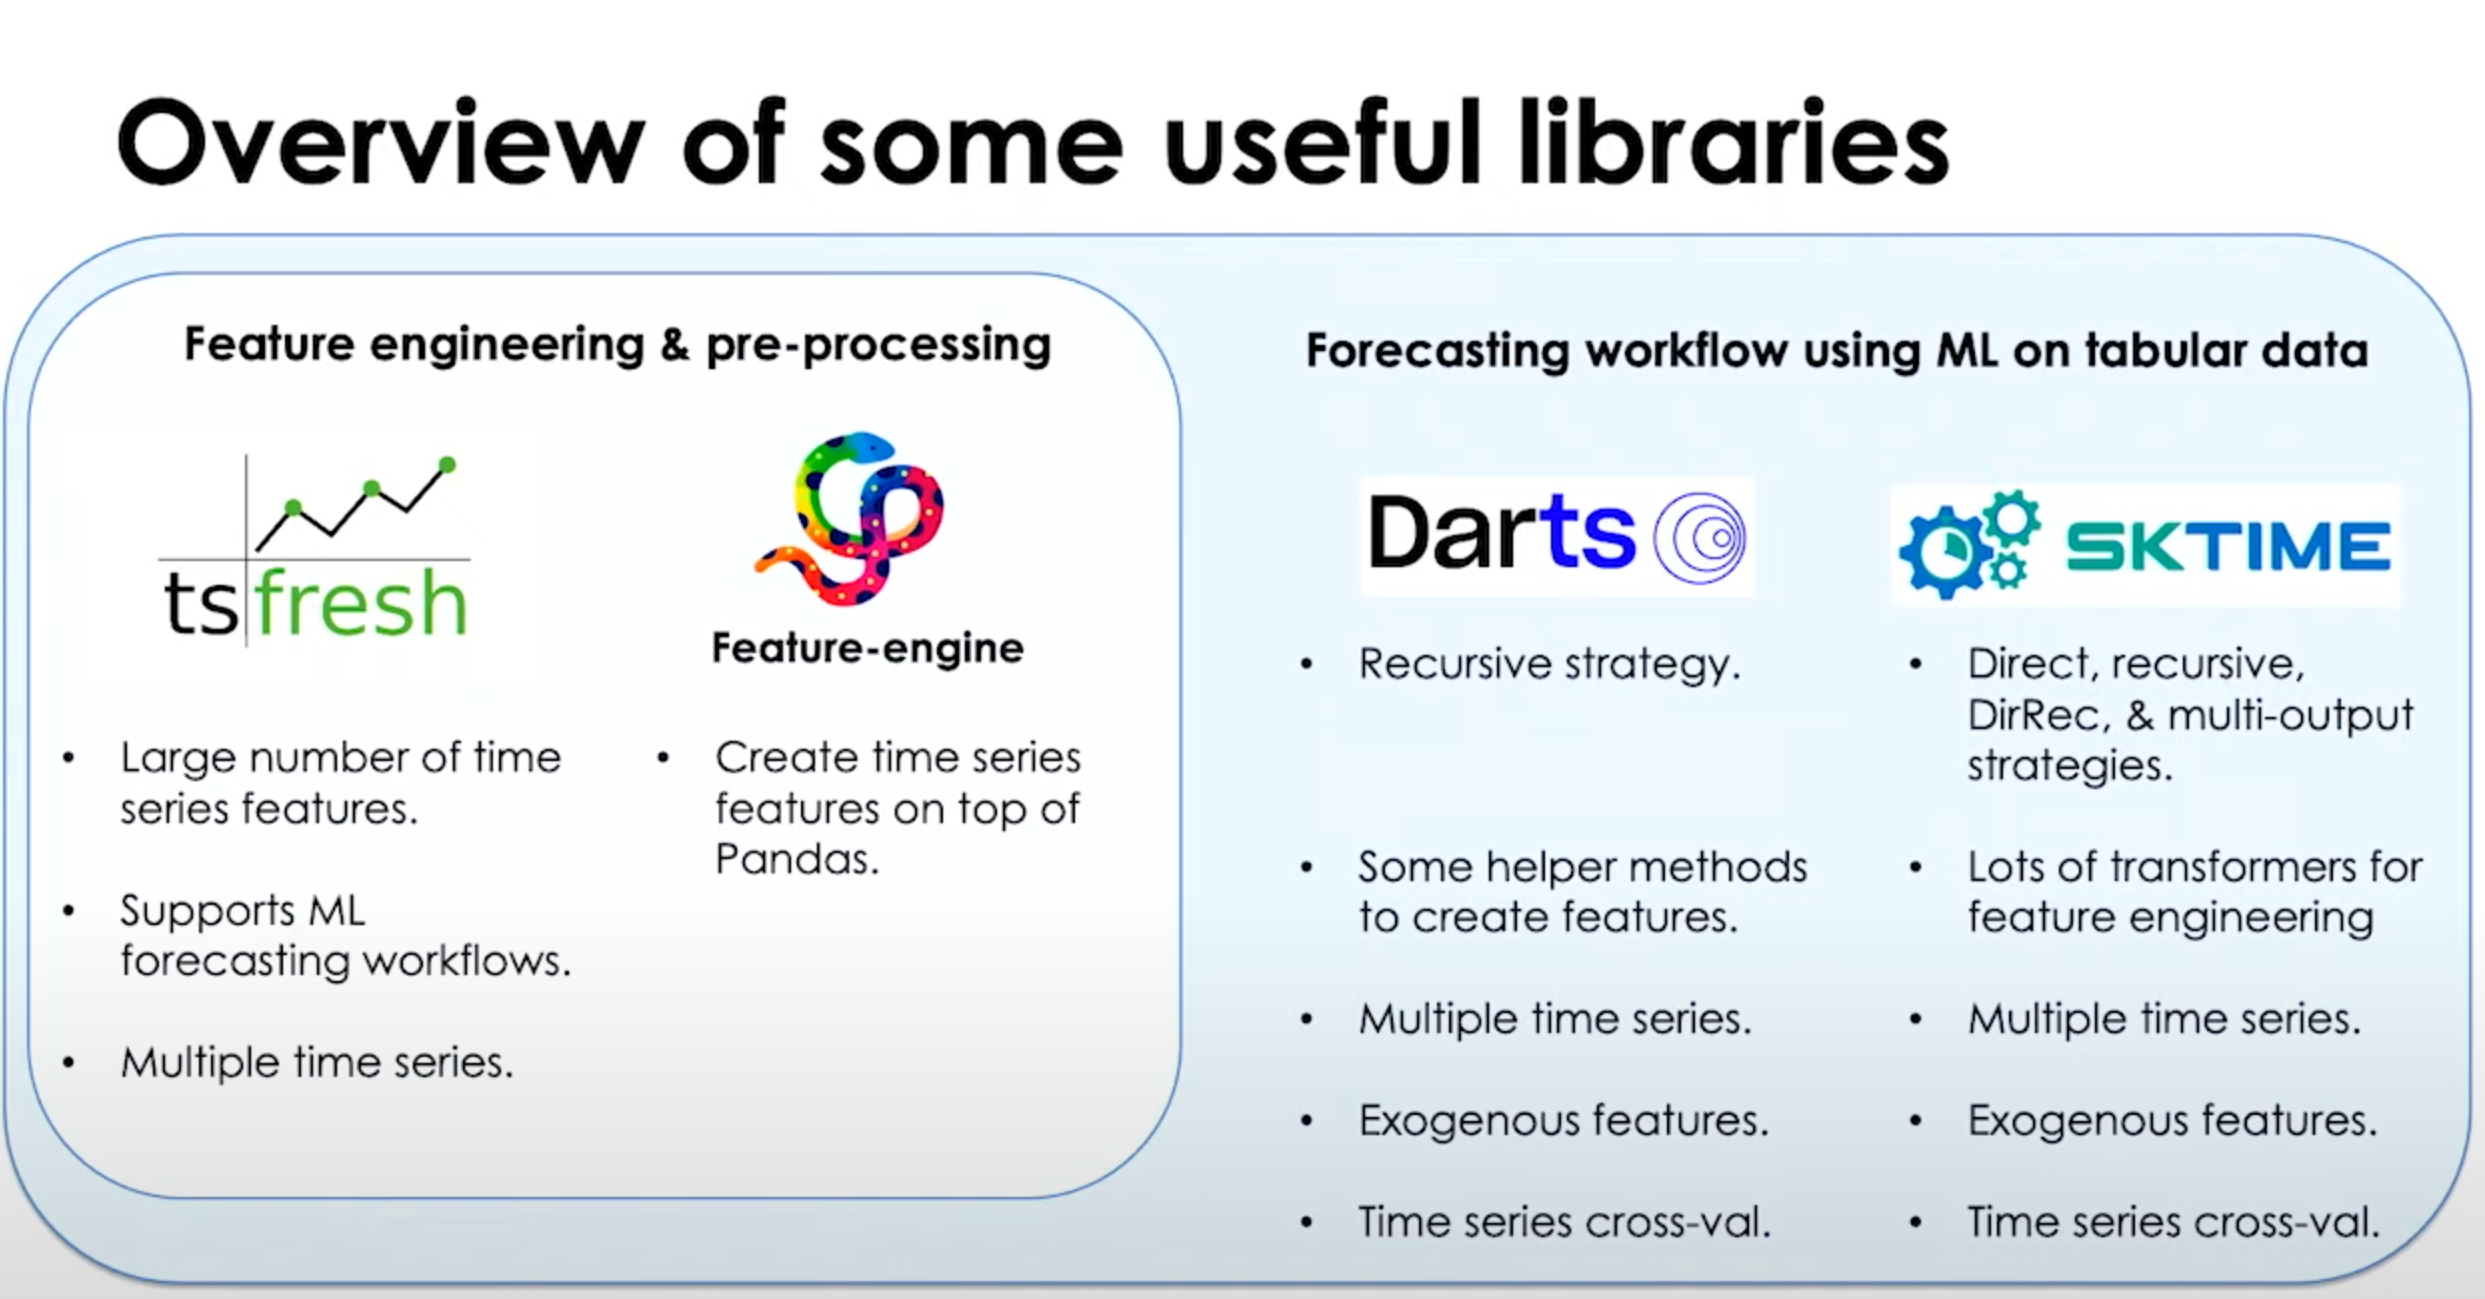 Overview of some useful libraries
Feature engineering & pre-processing
tsfresh
• Large number of time
series features.
• Supports ML
forecasting workflows.
• Multiple time series.
Feature-engine
• Create time series
features on top of
Pandas.
Forecasting workflow using ML on tabular data
Darts
• Recursive strategy.
• Some helper methods
to create features.
• Multiple time series.
• Exogenous features.
• Time series cross-val.
SKTIME
• Direct, recursive,
DirRec, & multi-output
strategies.
• Lots of transformers for
feature engineering
• Multiple time series.
• Exogenous features.
• Time series cross-val.